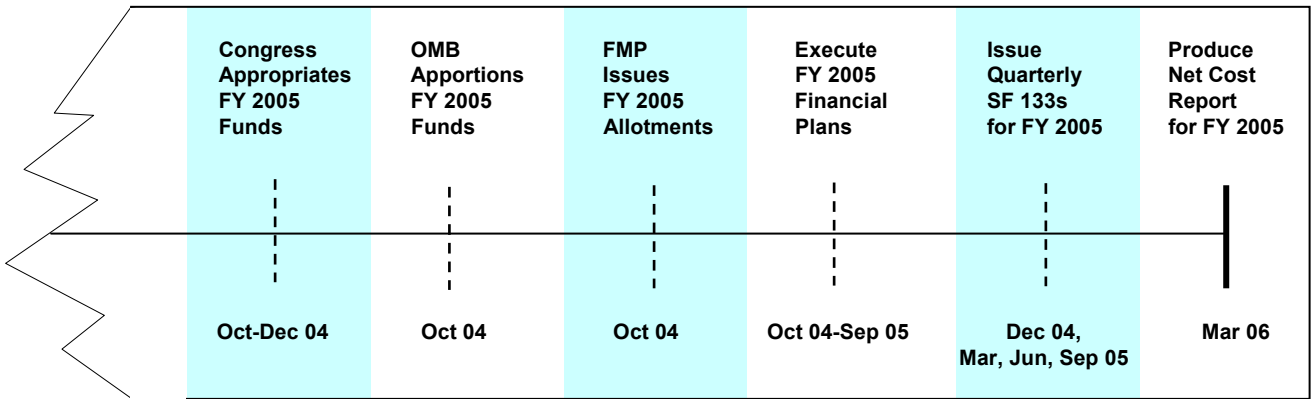 Congress
Appropriates
FY 2005
Funds
OMB
Apportions
FY 2005
Funds
FMP
Issues
FY 2005
Allotments
Execute
FY 2005
Financial
Plans
Issue
Quarterly
SF 133s
for FY 2005
Produce
Net Cost
Report
for FY 2005
Oct-Dec 04
Oct 04
Oct 04
Oct 04-Sep 05
Dec 04,
Mar, Jun, Sep 05
Mar 06